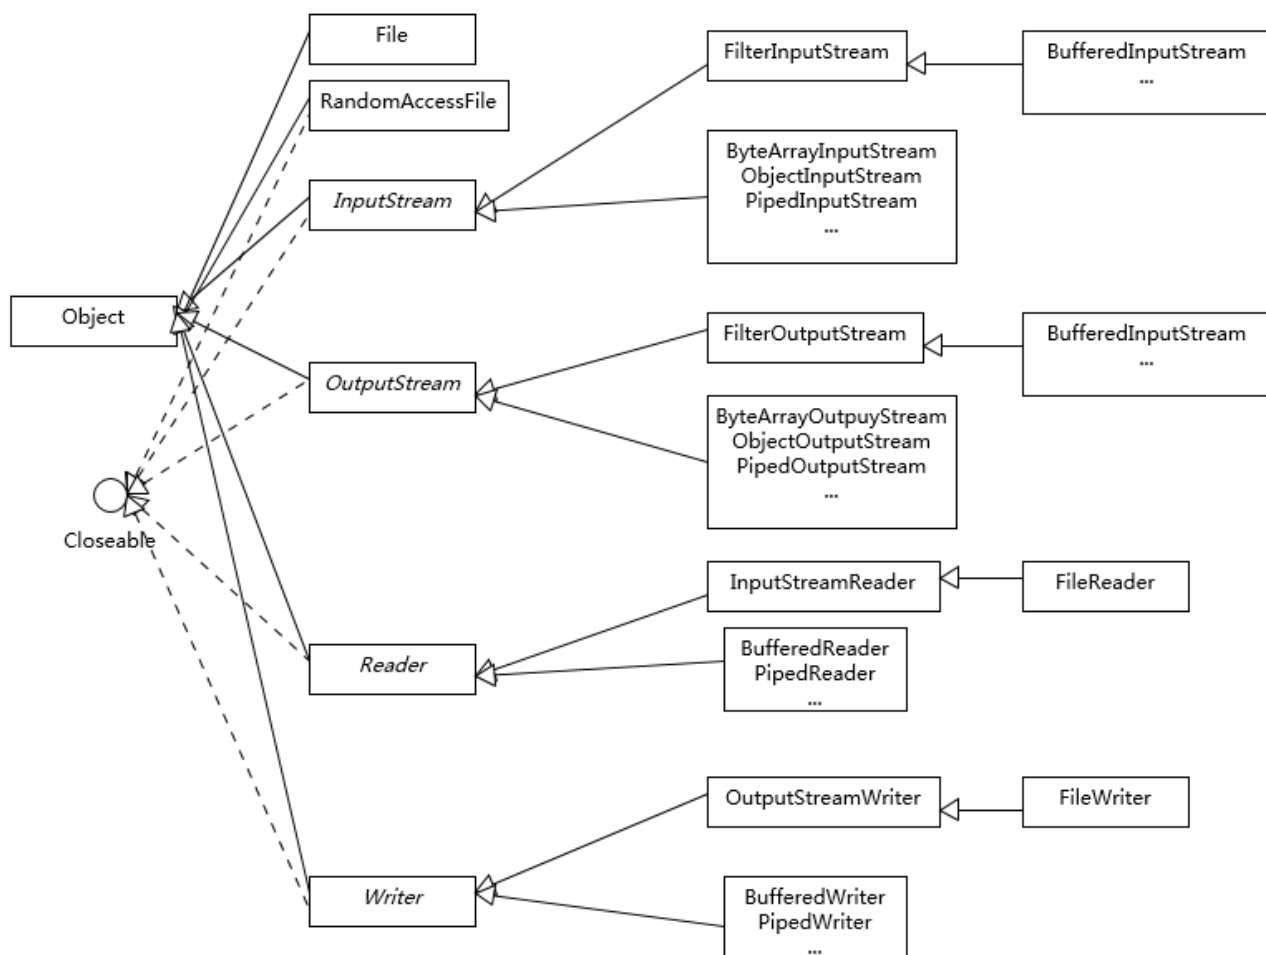 File
RandomAccessFile
InputStream
Object
OutputStream
Closeable
Reader
Writer
FilterInputStream
BufferedInputStream
...
ByteArrayInputStream
ObjectInputStream
PipedInputStream
...
FilterOutputStream
BufferedInputStream
...
ByteArrayOutpuyStream
ObjectOutputStream
PipedOutputStream
...
InputStreamReader
FileReader
BufferedReader
PipedReader
...
OutputStreamWriter
FileWriter
BufferedWriter
PipedWriter
...